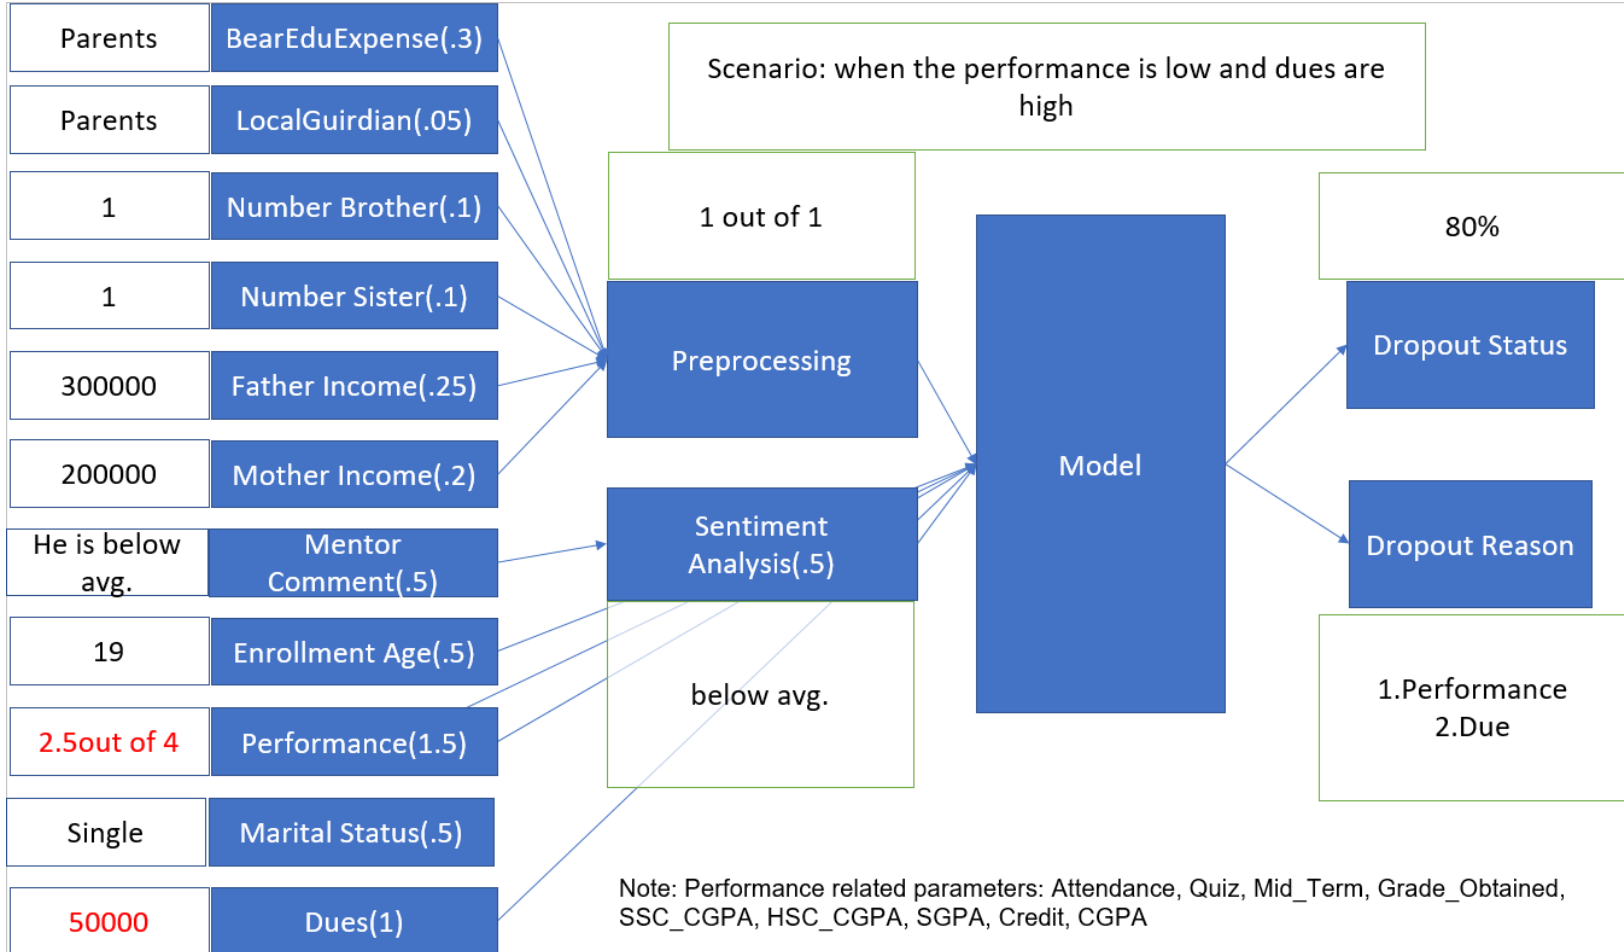 Parents
BearEduExpense(.3)
Scenario: when the performance is low and dues are
high
Parents
LocalGuirdian(.05)
1
Number Brother(.1)
1 out of 1
80%
1
Number Sister(.1)
300000
Father Income(.25)
Preprocessing
Dropout Status
200000
Mother Income(.2)
Model
He is below
avg.
Mentor
Comment(.5)
Sentiment
Analysis(.5)
Dropout Reason
19
Enrollment Age(.5)
below avg.
1.Performance
2.Due
2.5out of 4
Performance(1.5)
Single
Marital Status(.5)
50000
Dues(1)
Note: Performance related parameters: Attendance, Quiz, Mid_Term, Grade_Obtained,
SSC_CGPA, HSC_CGPA, SGPA, Credit, CGPA